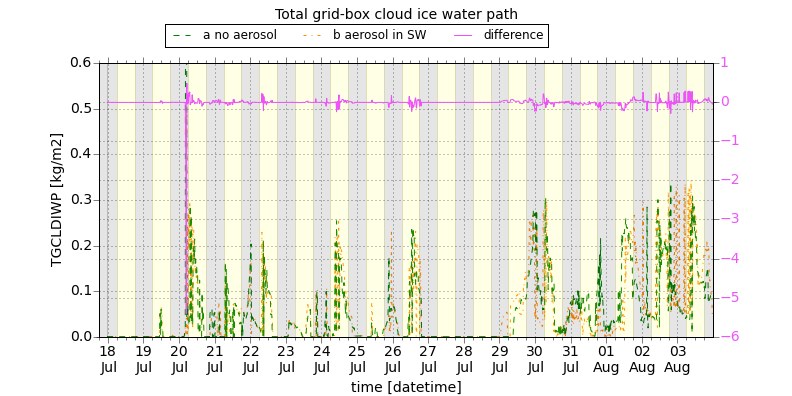 Total grid-box cloud ice water path
a no aerosol b aerosol in SW difference
TGCLDIWP [kg/m2]
0.6
0.5
0.4
0.3
0.2
0.1
0.0
1
0
−1
−2
−3
−4
−5
−6
18 19 20 21 22 23 24 25 26 27 28 29 30 31 01 02 03
Jul Jul Jul Jul Jul Jul Jul Jul Jul Jul Jul Jul Jul Jul Aug Aug Aug
time [datetime]